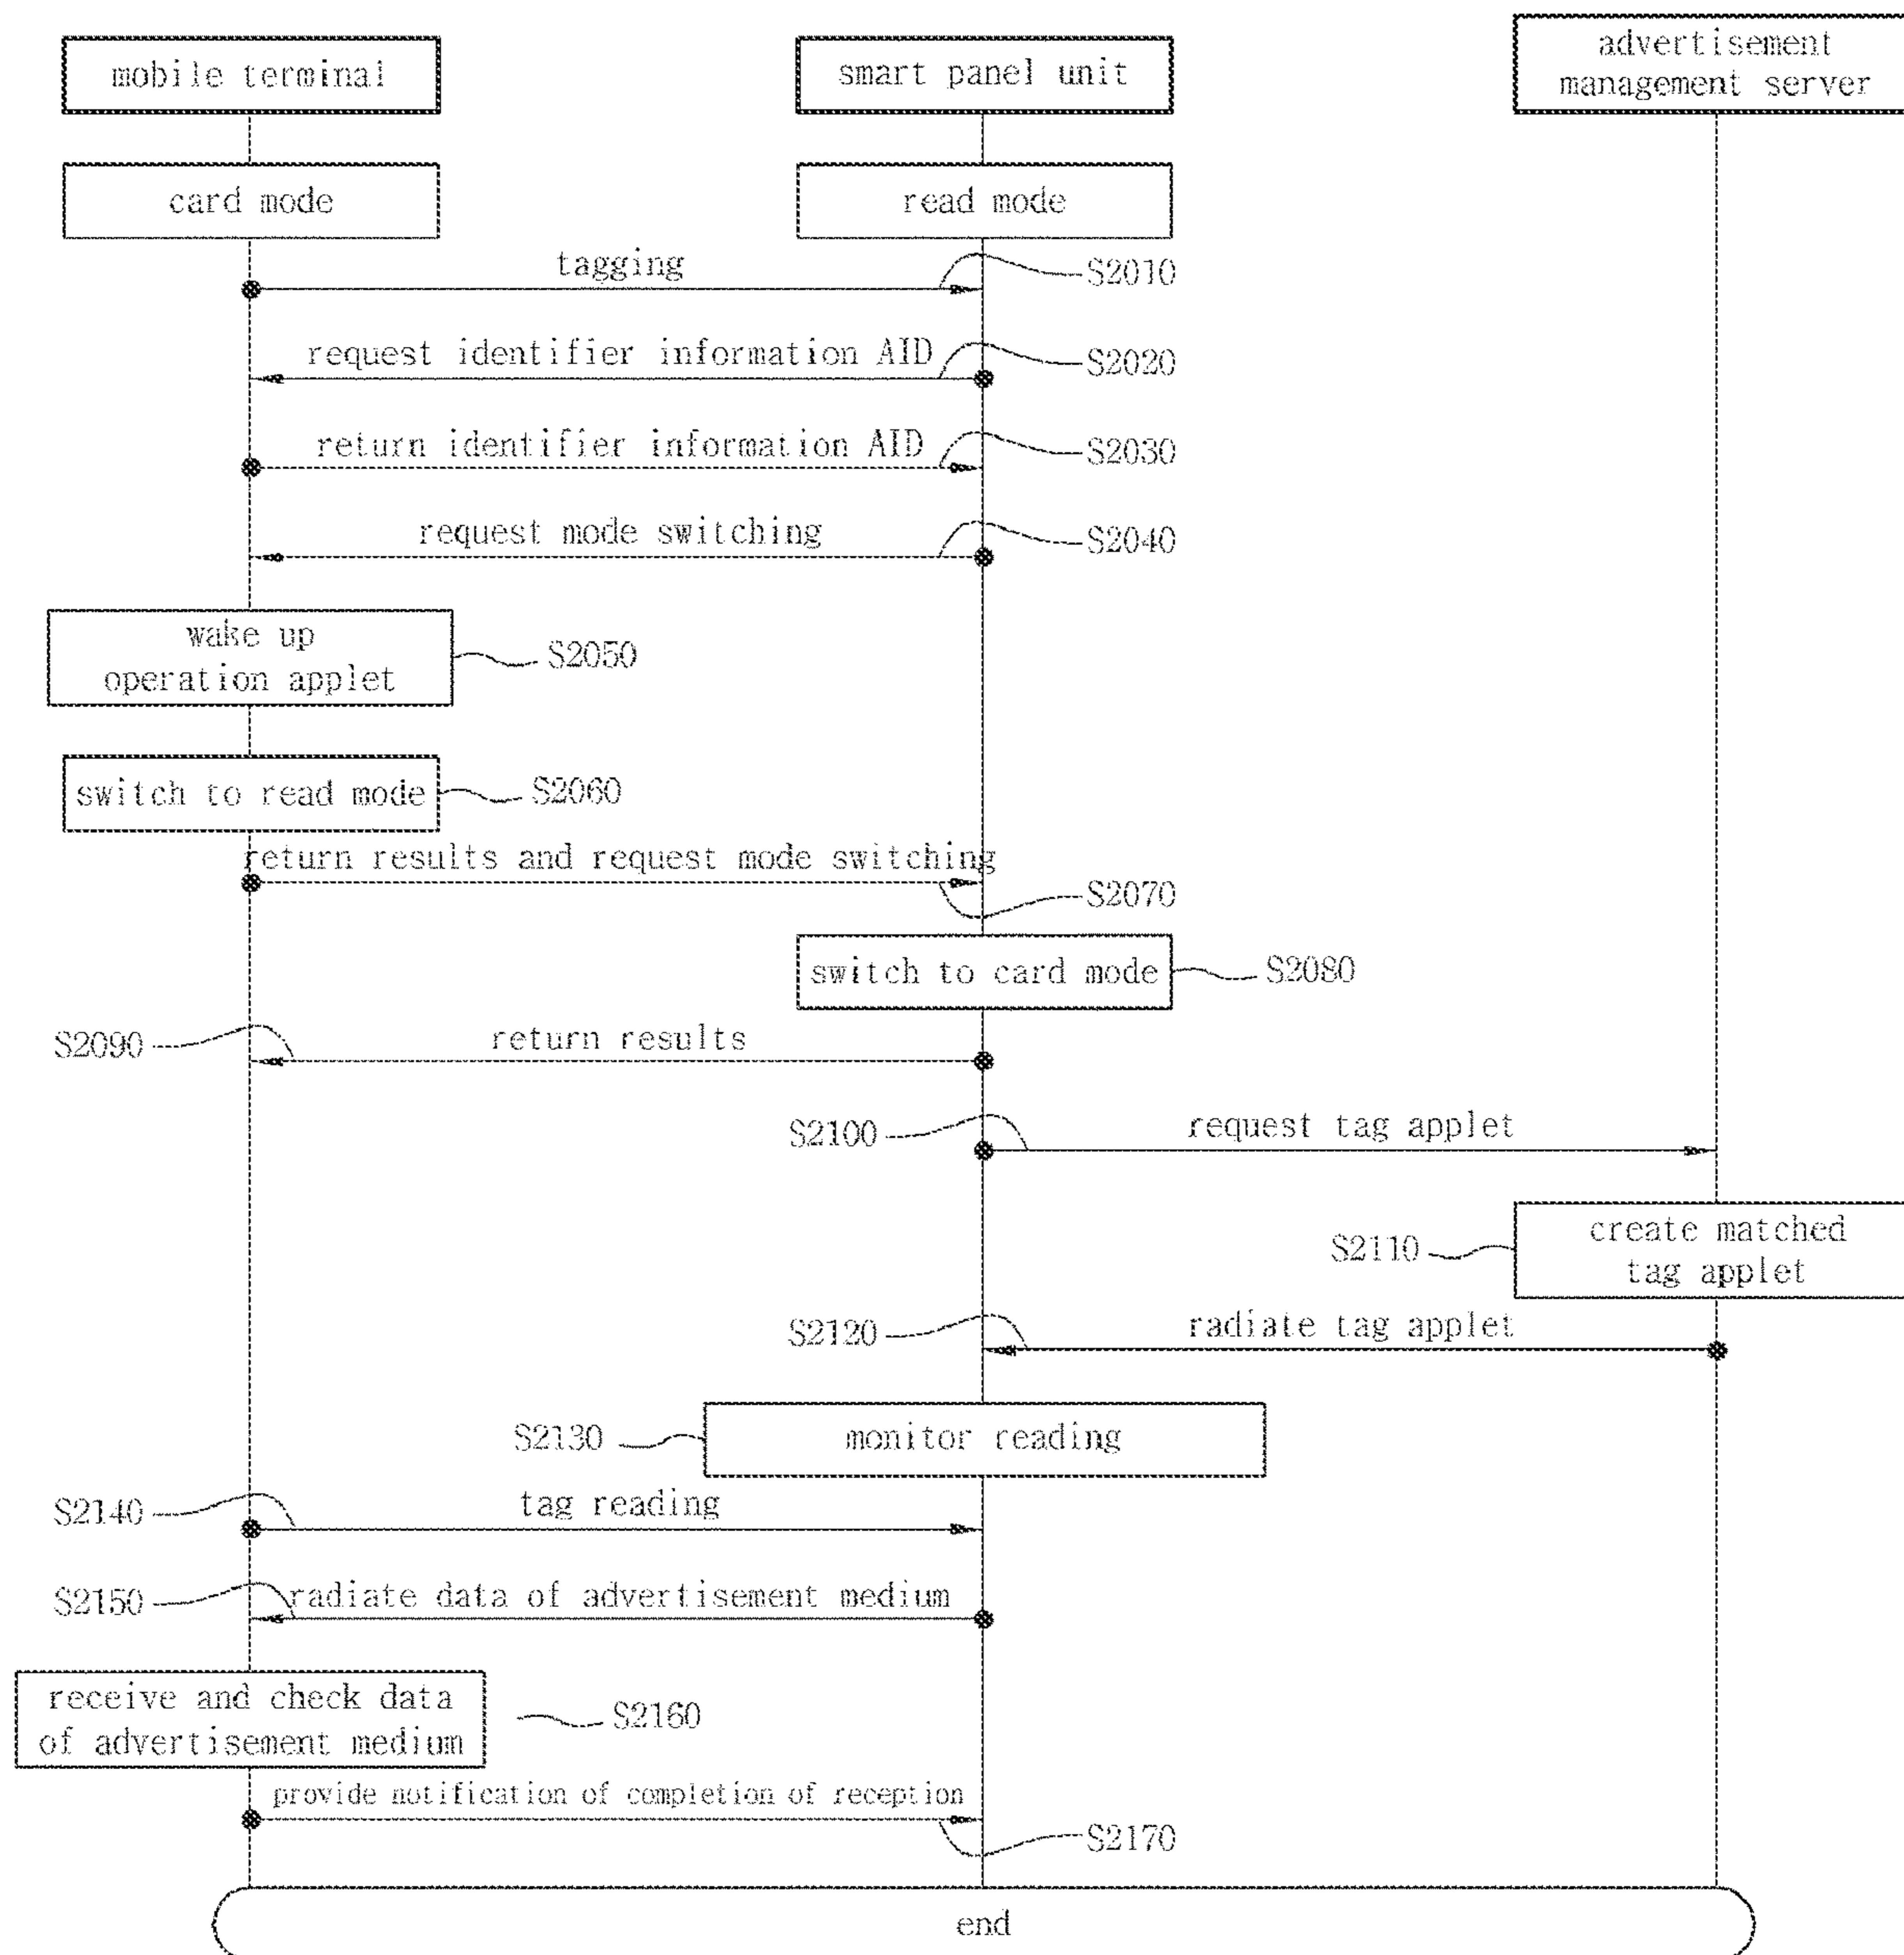 mobile terminal
smart panel unit
advertisement
management server
card mode
read mode
tagging
S2010
request identifier information AID
S2020
return identifier information AID
S2030
request mode switching
S2040
wake up
operation applet
S2050
switch to read mode
S2060
return results and request mode switching
S2070
switch to card mode
S2080
S2090
return results
S2100
request tag applet
S2110
create matched
tag applet
S2120
radiate tag applet
S2130
monitor reading
S2140
tag reading
S2150
radiate data of advertisement medium
receive and check data
of advertisement medium
S2160
provide notification of completion of reception
S2170
end